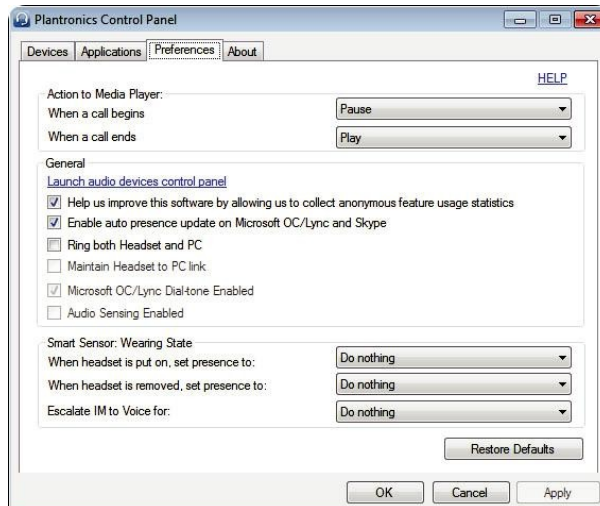 Plantronics Control Panel
Devices Applications Preferences About
HELP
Action to Media Player:
When a call begins Pause
When a call ends Play
General
Launch audio devices control panel
Help us improve this software by allowing us to collect anonymous feature usage statistics
Enable auto presence update on Microsoft OC/Lync and Skype
Ring both Headset and PC
Maintain Headset to PC link
Microsoft OC/Lync Dial-tone Enabled
Audio Sensing Enabled
Smart Sensor: Wearing State
When headset is put on, set presence to: Do nothing
When headset is removed, set presence to: Do nothing
Escalate IM to Voice for: Do nothing
Restore Defaults
OK Cancel Apply